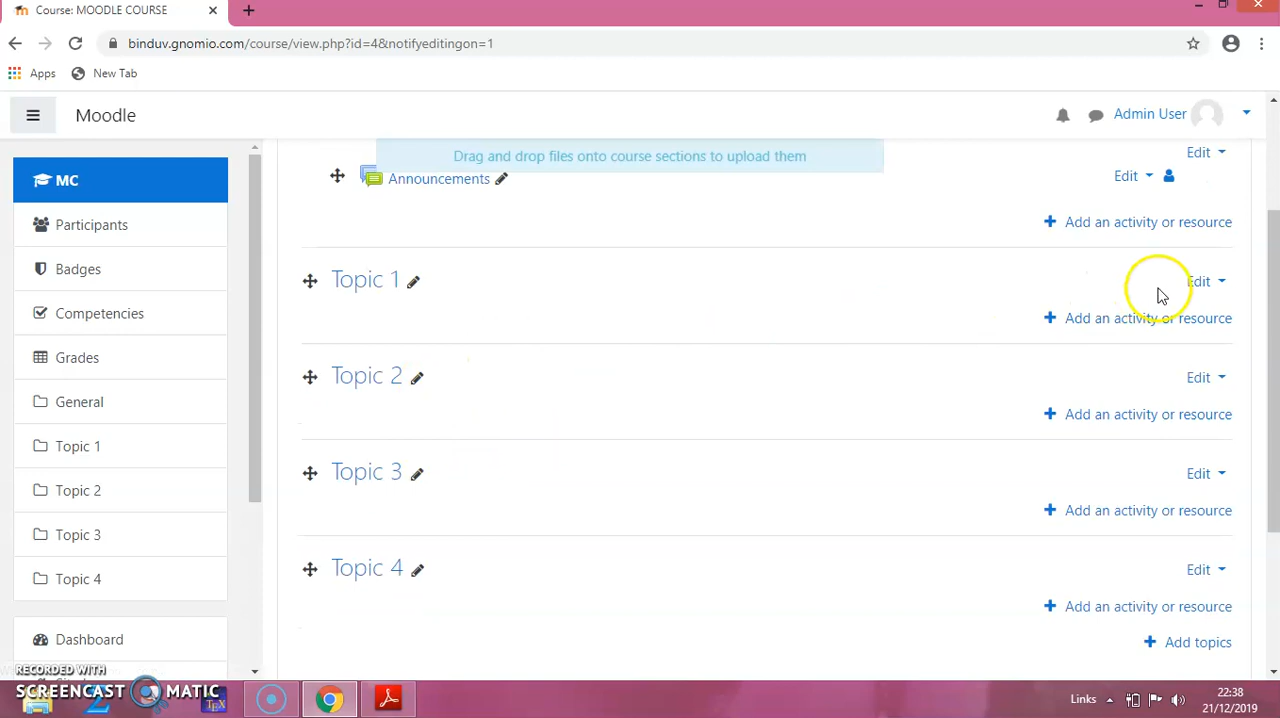 Course: MOODLE COURSE
binduv.gnomio.com/course/view.php?id=4&notifyeditingon=1
Apps New Tab
Moodle
Admin User
MC
Participants
Badges
Competencies
Grades
General
Topic 1
Topic 2
Topic 3
Topic 4
Dashboard
Drag and drop files onto course sections to upload them
Edit
Announcements Edit
Add an activity or resource
Topic 1 Edit
Add an activity or resource
Topic 2 Edit
Add an activity or resource
Topic 3 Edit
Add an activity or resource
Topic 4 Edit
Add an activity or resource
Add topics
RECORDED WITH
SCREENCAST MATIC
Links
22:38
21/12/2019